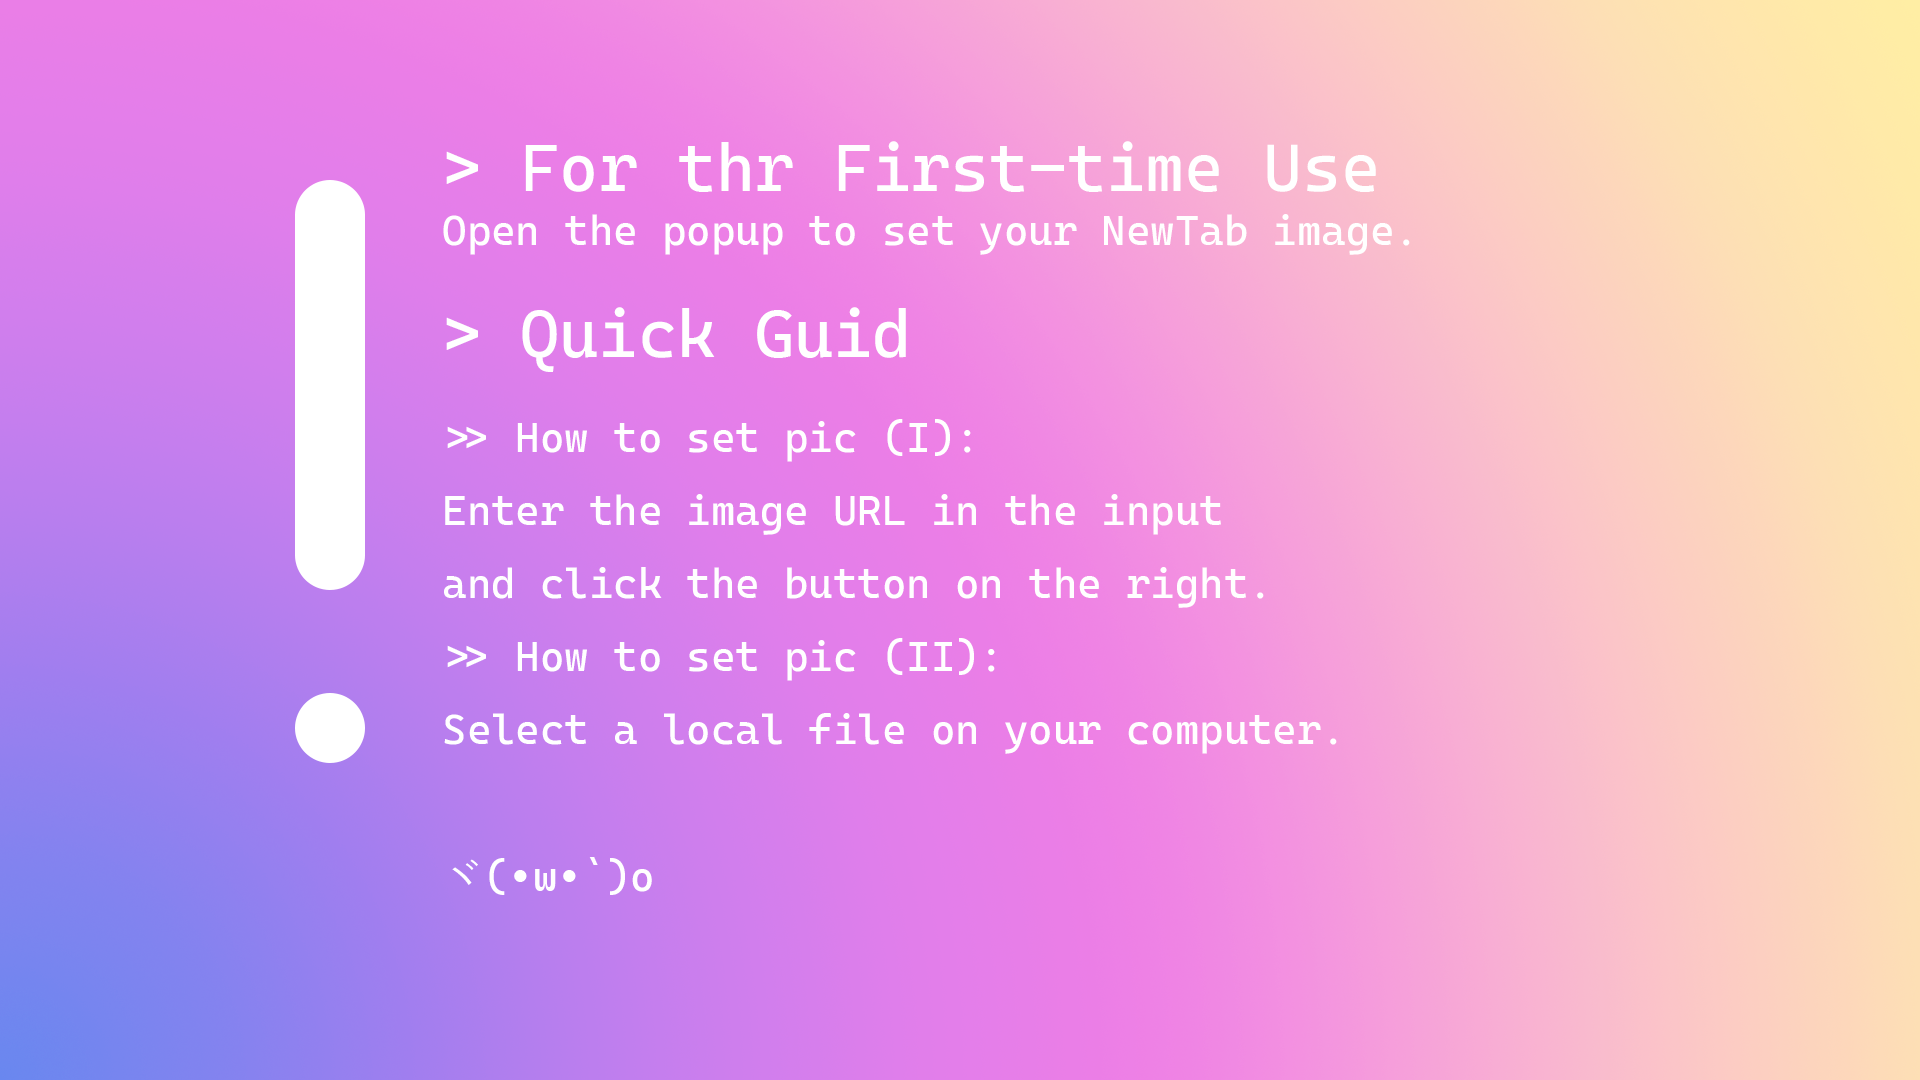 > For thr First-time Use
Open the popup to set your NewTab image.
> Quick Guid
>> How to set pic (I):
Enter the image URL in the input
and click the button on the right.
>> How to set pic (II):
Select a local file on your computer.
ヾ(•ω•`)o